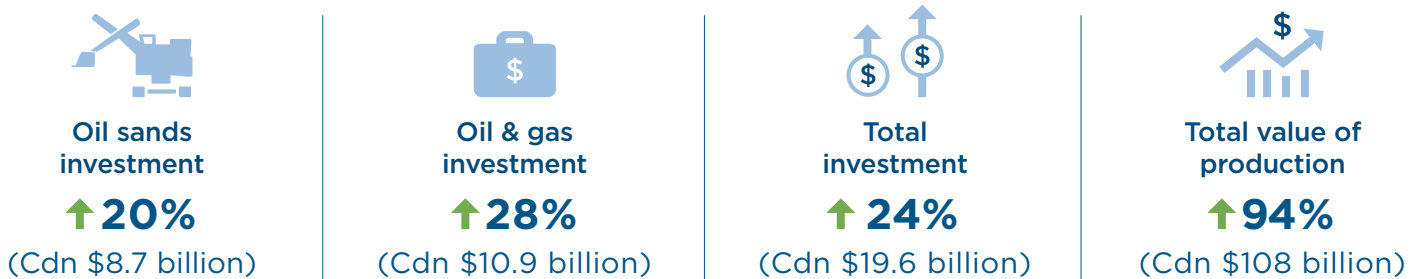 $
$
$
$
Oil sands
investment
20%
(Cdn $8.7 billion)
Oil & gas
investment
28%
(Cdn $10.9 billion)
Total
investment
24%
(Cdn $19.6 billion)
Total value of
production
94%
(Cdn $108 billion)